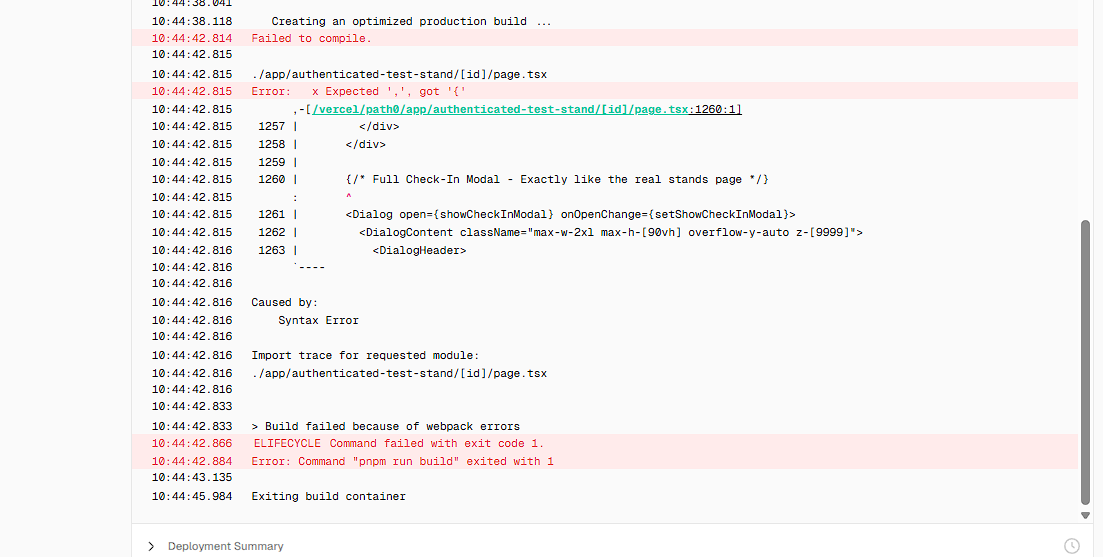 10:44:38.041
10:44:38.118 Creating an optimized production build ...
10:44:42.814 Failed to compile.
10:44:42.815
10:44:42.815 ./app/authenticated-test-stand/[id]/page.tsx
10:44:42.815 Error: x Expected ',', got '{'
10:44:42.815 ,-[/vercel/path0/app/authenticated-test-stand/[id]/page.tsx:1260:1]
10:44:42.815 1257 | </div>
10:44:42.815 1258 | </div>
10:44:42.815 1259 |
10:44:42.815 1260 | {/* Full Check-In Modal - Exactly like the real stands page */}
10:44:42.815 : ^
10:44:42.815 1261 | <Dialog open={showCheckInModal} onOpenChange={setShowCheckInModal}>
10:44:42.815 1262 | <DialogContent className="max-w-2xl max-h-[90vh] overflow-y-auto z-[9999]">
10:44:42.816 1263 | <DialogHeader>
10:44:42.816 `----
10:44:42.816
10:44:42.816 Caused by:
10:44:42.816 Syntax Error
10:44:42.816
10:44:42.816 Import trace for requested module:
10:44:42.816 ./app/authenticated-test-stand/[id]/page.tsx
10:44:42.816
10:44:42.833
10:44:42.833 > Build failed because of webpack errors
10:44:42.866 ELIFECYCLE Command failed with exit code 1.
10:44:42.884 Error: Command "pnpm run build" exited with 1
10:44:43.135
10:44:45.984 Exiting build container
Deployment Summary